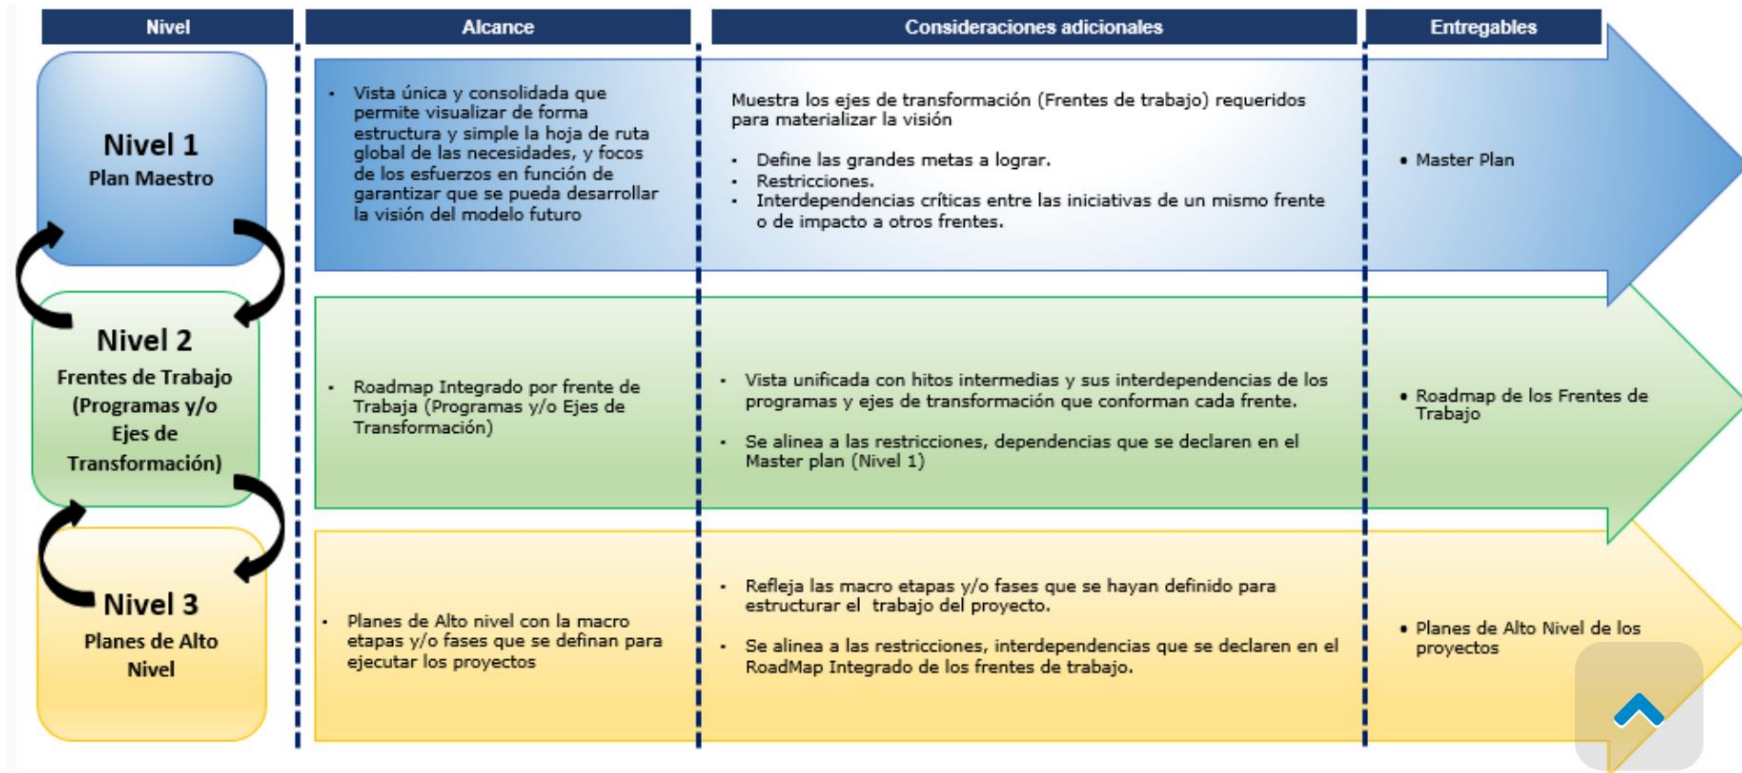 Nivel
Alcance
Consideraciones adicionales
Entregables
Nivel 1
Plan Maestro
• Vista única y consolidada que
permite visualizar de forma
estructura y simple la hoja de ruta
global de las necesidades, y focos
de los esfuerzos en función de
garantizar que se pueda desarrollar
la visión del modelo futuro
Muestra los ejes de transformación (Frentes de trabajo) requeridos
para materializar la visión
• Define las grandes metas a lograr.
• Restricciones.
• Interdependencias críticas entre las iniciativas de un mismo frente
o de impacto a otros frentes.
• Master Plan
Nivel 2
Frentes de Trabajo
(Programas y/o
Ejes de
Transformación)
• Roadmap Integrado por frente de
Trabaja (Programas y/o Ejes de
Transformación)
• Vista unificada con hitos intermedias y sus interdependencias de los
programas y ejes de transformación que conforman cada frente.
• Se alinea a las restricciones, dependencias que se declaren en el
Master plan (Nivel 1)
• Roadmap de los Frentes de
Trabajo
Nivel 3
Planes de Alto
Nivel
• Planes de Alto nivel con la macro
etapas y/o fases que se definan para
ejecutar los proyectos
• Refleja las macro etapas y/o fases que se hayan definido para
estructurar el trabajo del proyecto.
• Se alinea a las restricciones, interdependencias que se declaren en el
RoadMap Integrado de los frentes de trabajo.
• Planes de Alto Nivel de los
proyectos